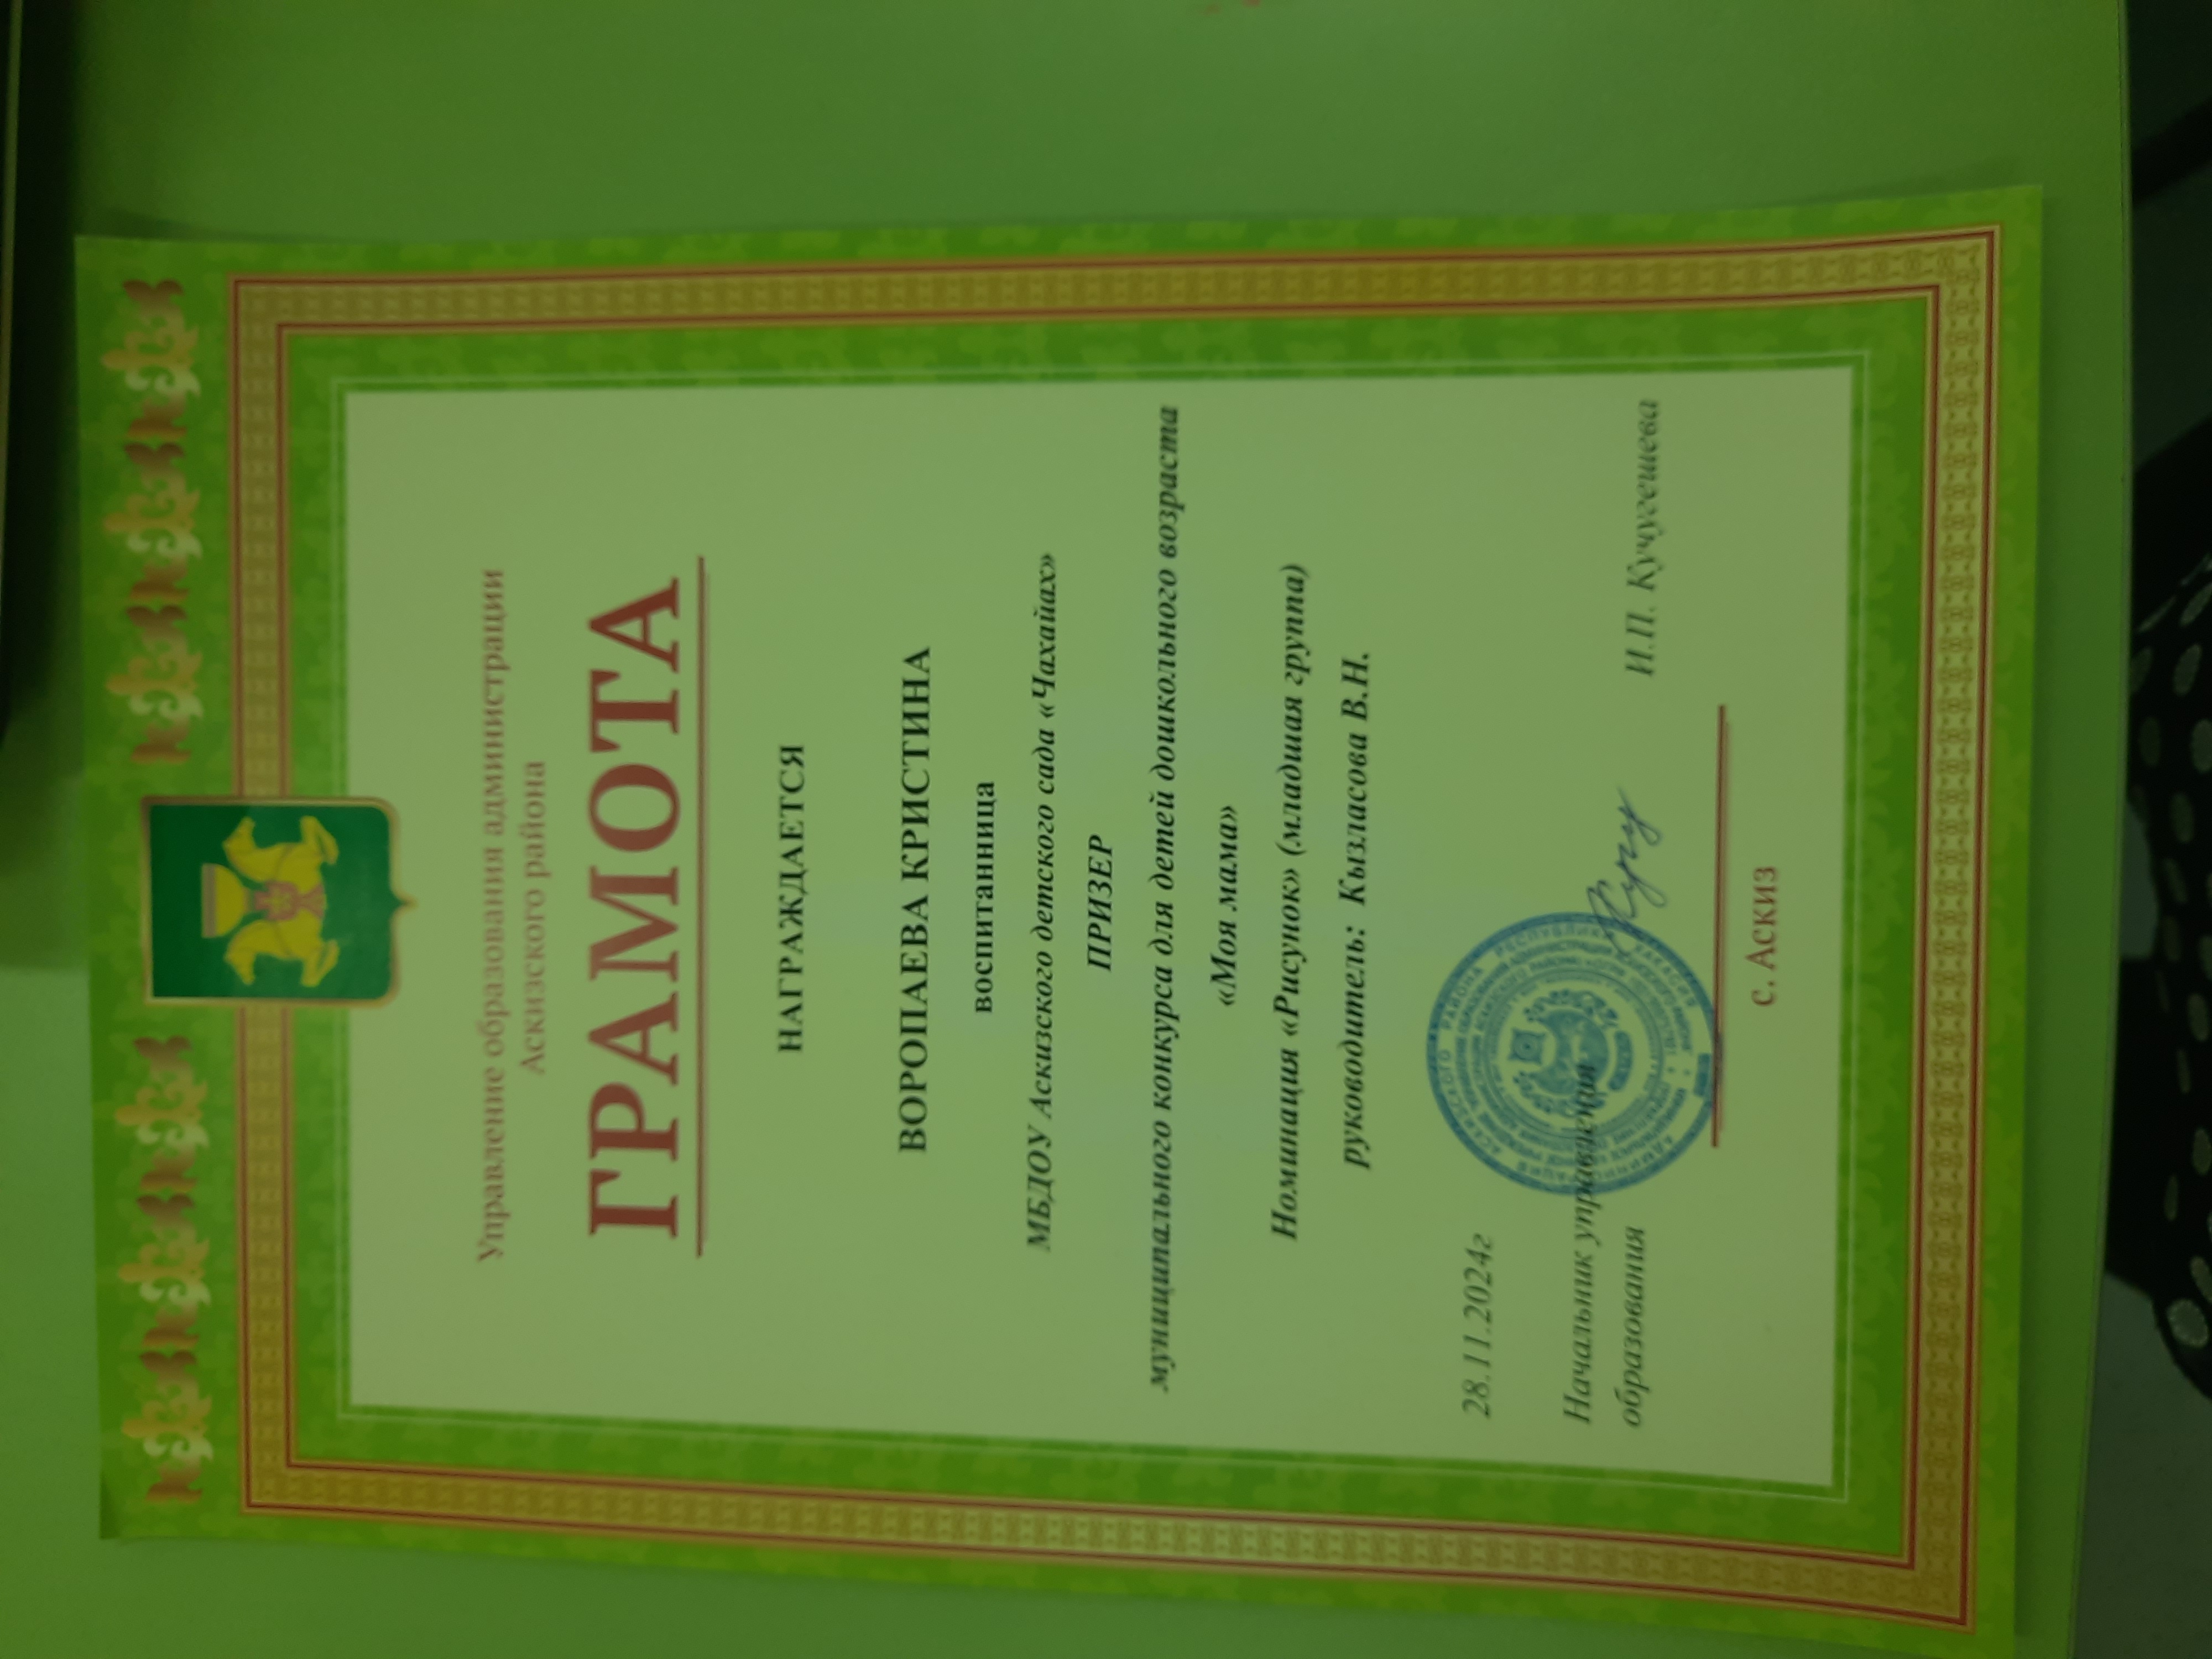 Управление образования администрации
Аскизского района
ГРАМОТА
НАГРАЖДАЕТСЯ
ВОРОПАЕВА КРИСТИНА
воспитанница
МБДОУ Аскизского детского сада «Чахайах»
ПРИЗЕР
муниципального конкурса для детей дошкольного возраста
«Моя мама»
Номинация «Рисунок» (младшая группа)
руководитель: Кызласова В.Н.
28.11.2024г
Начальник управления
образования И.П. Кучугешева
с. Аскиз